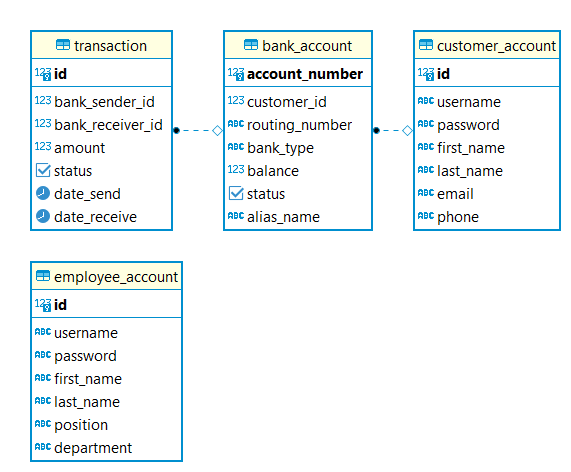 transaction
123 id
123 bank_sender_id
123 bank_receiver_id
123 amount
status
date_send
date_receive
bank_account
123 account_number
123 customer_id
ABC routing_number
ABC bank_type
123 balance
status
ABC alias_name
customer_account
123 id
ABC username
ABC password
ABC first_name
ABC last_name
ABC email
ABC phone
employee_account
123 id
ABC username
ABC password
ABC first_name
ABC last_name
ABC position
ABC department